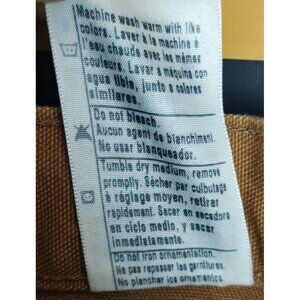 Machine wash warm with like
colors. Laver à la machine à
l'eau chaude avec les mêmes
couleurs. Lavar a máquina con
agua tibia, junto a colores
similares.
Do not bleach.
Aucun agent de blanchiment
No usar blanqueador.
Tumble dry medium, remove
promptly. Sécher par culbutage
à réglage moyen, retirer
rapidement. Secar en secadora
en ciclo medio, y sacar
inmediatamente.
Do not iron ornamentation.
Ne pas repasser les garnitures.
No planchar los ornamentos.